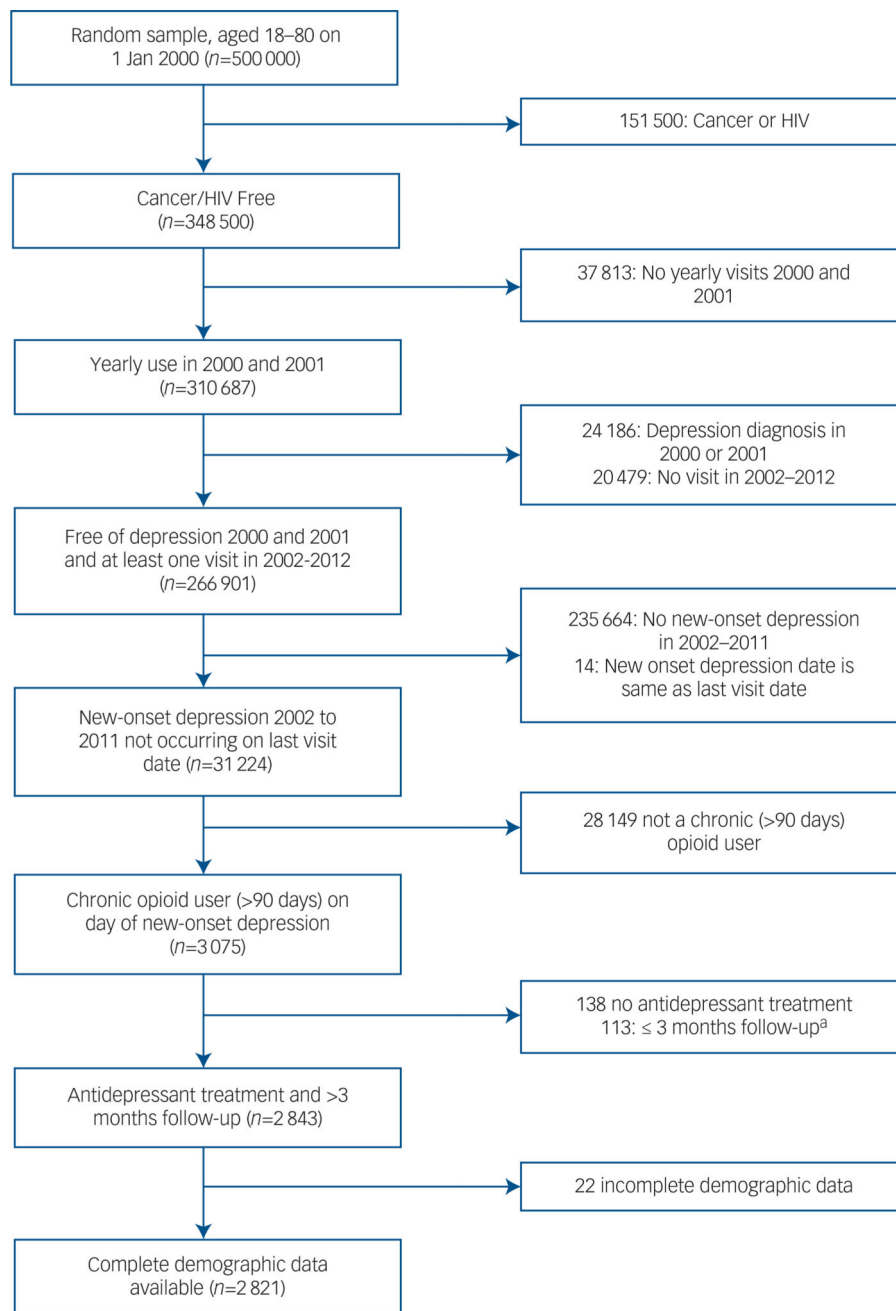 Random sample, aged 18–80 on
1 Jan 2000 (n=500 000)
151 500: Cancer or HIV
Cancer/HIV Free
(n=348 500)
37 813: No yearly visits 2000 and
2001
Yearly use in 2000 and 2001
(n=310 687)
24 186: Depression diagnosis in
2000 or 2001
20 479: No visit in 2002–2012
Free of depression 2000 and 2001
and at least one visit in 2002-2012
(n=266 901)
235 664: No new-onset depression
in 2002–2011
14: New onset depression date is
same as last visit date
New-onset depression 2002 to
2011 not occurring on last visit
date (n=31 224)
28 149 not a chronic (>90 days)
opioid user
Chronic opioid user (>90 days) on
day of new-onset depression
(n=3 075)
138 no antidepressant treatment
113: ≤ 3 months follow-upª
Antidepressant treatment and >3
months follow-up (n=2 843)
22 incomplete demographic data
Complete demographic data
available (n=2 821)